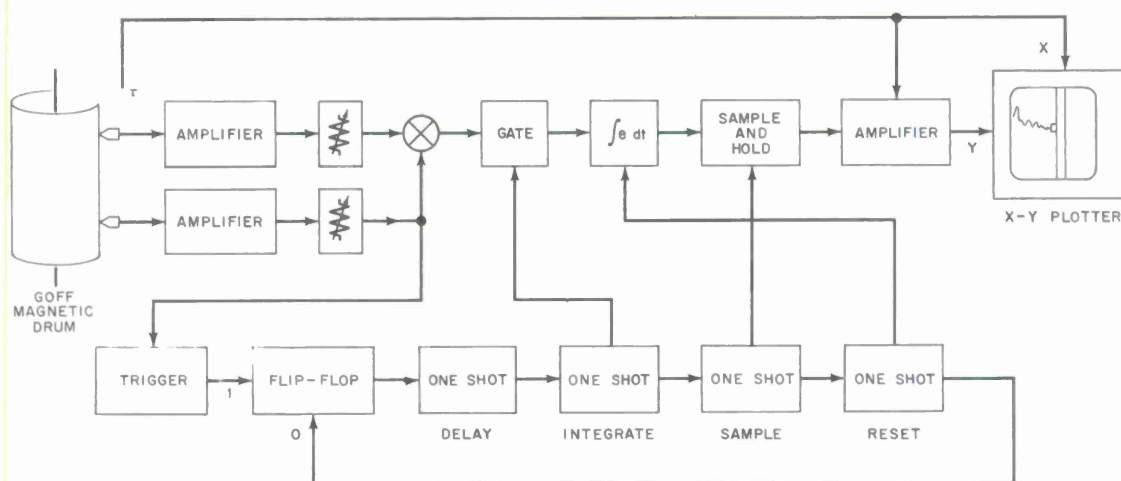 X
τ
AMPLIFIER
GATE
∫e dt
SAMPLE
AND
HOLD
AMPLIFIER
Y
X-Y PLOTTER
AMPLIFIER
GOFF
MAGNETIC
DRUM
TRIGGER
1
FLIP-FLOP
ONE SHOT
ONE SHOT
ONE SHOT
ONE SHOT
0
DELAY
INTEGRATE
SAMPLE
RESET